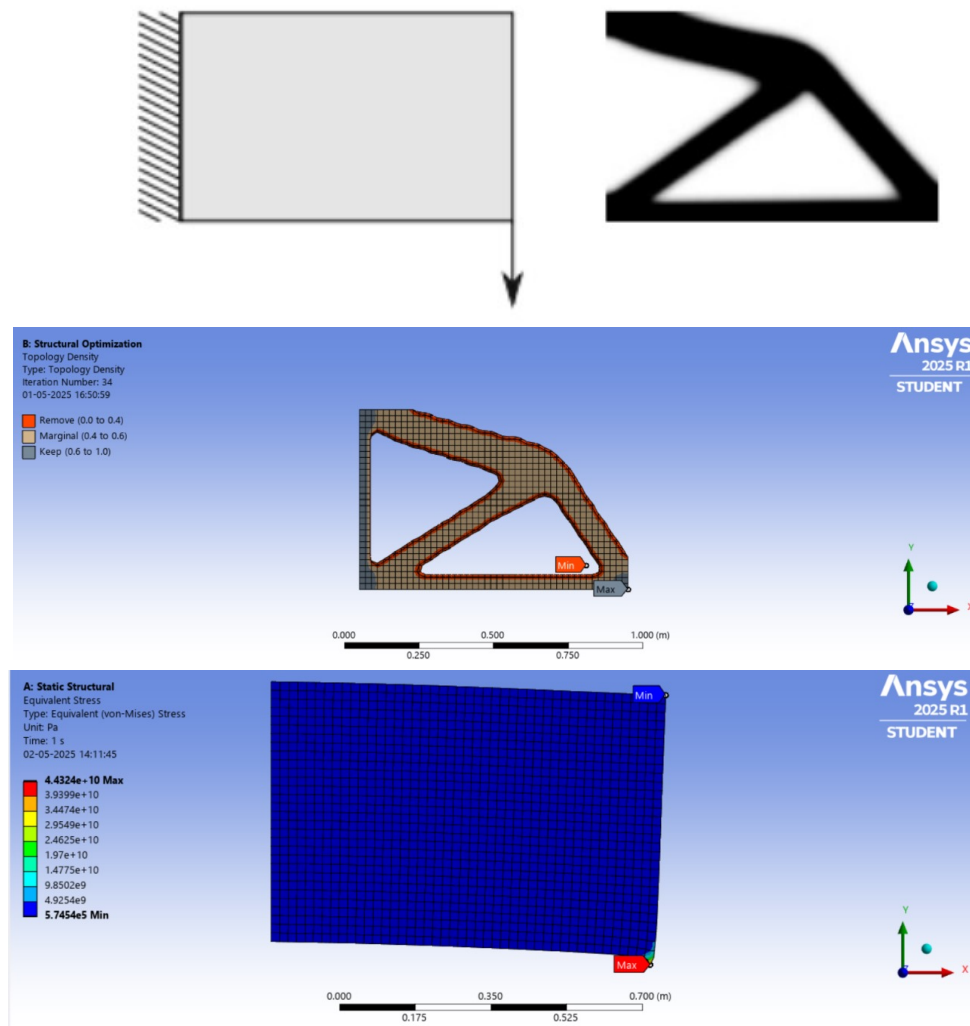 B: Structural Optimization
Topology Density
Type: Topology Density
Iteration Number: 34
01-05-2025 16:50:59
Remove (0.0 to 0.4)
Marginal (0.4 to 0.6)
Keep (0.6 to 1.0)
Ansys
2025 R1
STUDENT
Min
Max
Y
X
0.000
0.500
1.000 (m)
0.250
0.750
A: Static Structural
Equivalent Stress
Type: Equivalent (von-Mises) Stress
Unit: Pa
Time: 1 s
02-05-2025 14:11:45
4.4324e+10 Max
3.9399e+10
3.4474e+10
2.9549e+10
2.4625e+10
1.97e+10
1.4775e+10
9.8502e9
4.9254e9
5.7454e5 Min
Ansys
2025 R1
STUDENT
Min
Max
Y
X
0.000
0.350
0.700 (m)
0.175
0.525